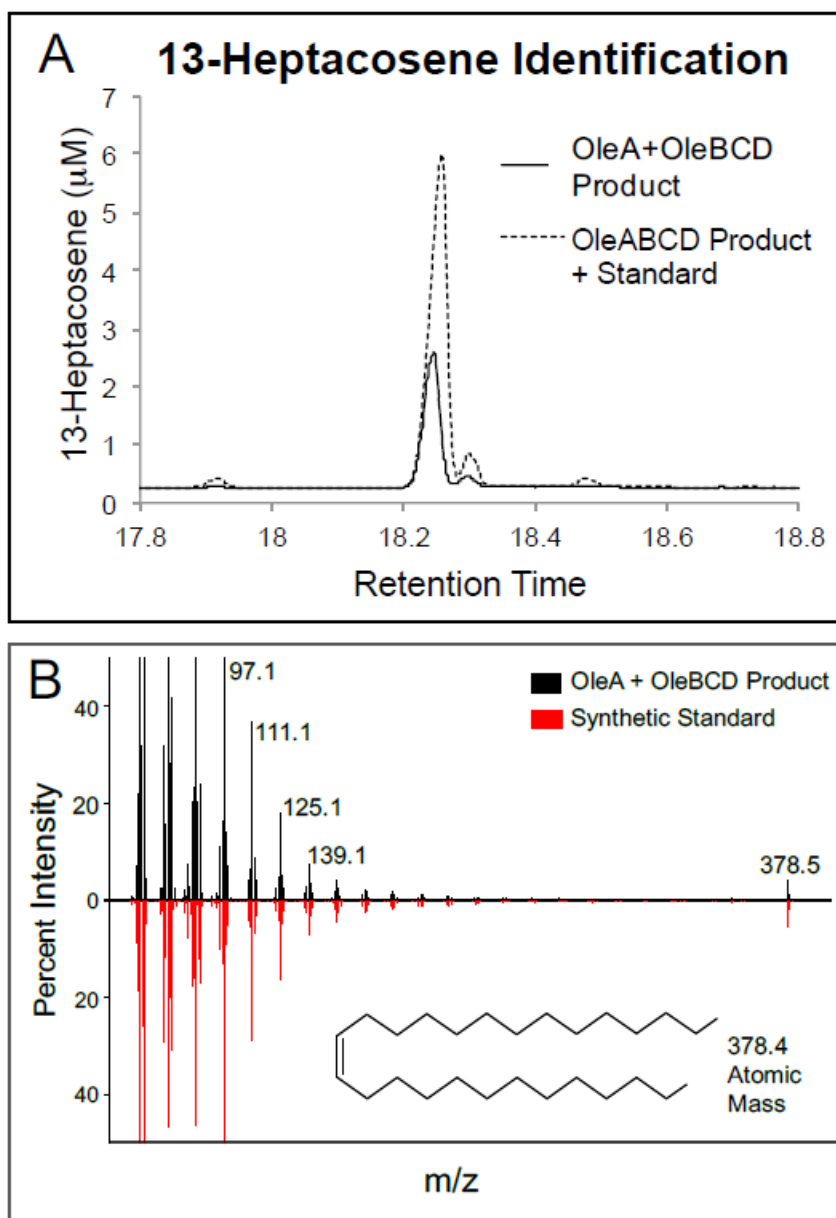 A
13-Heptacosene Identification
13-Heptacosene (µM)
7
6
5
4
3
2
1
0
OleA+OleBCD
Product
OleABCD Product
+ Standard
17.8
18
18.2
18.4
18.6
18.8
Retention Time
B
Percent Intensity
40
20
0
20
40
97.1
111.1
125.1
139.1
378.5
OleA + OleBCD Product
Synthetic Standard
378.4
Atomic
Mass
m/z